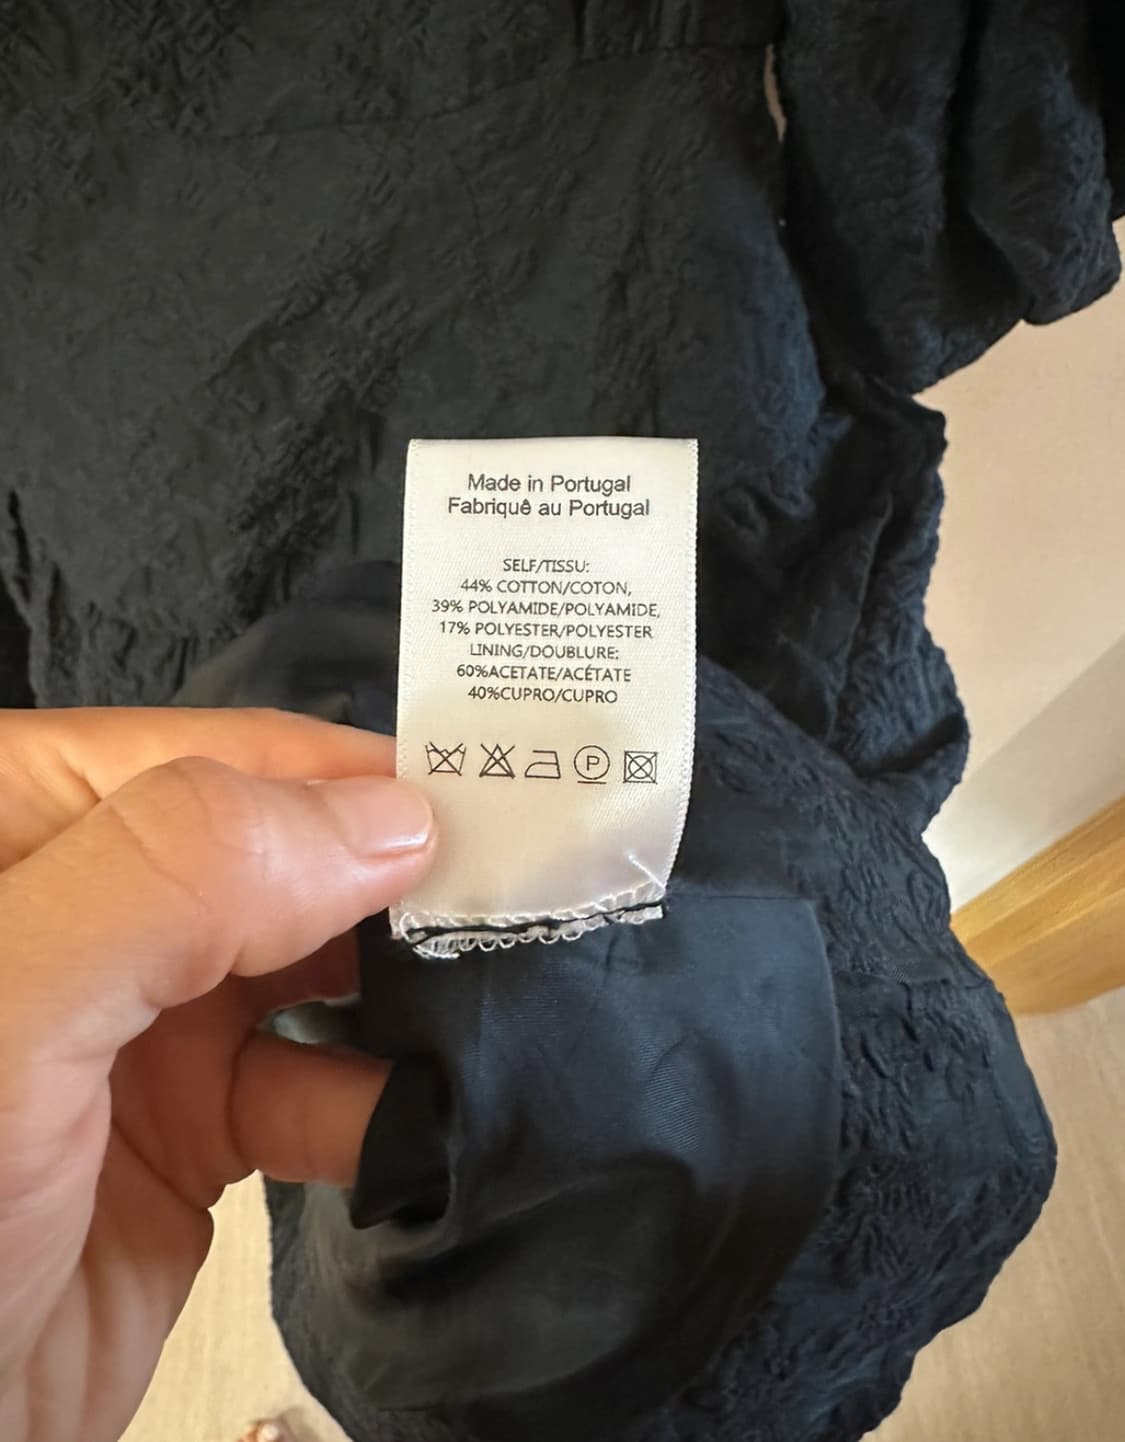 Made in Portugal
Fabriquê au Portugal
SELF/TISSU:
44% COTTON/COTON,
39% POLYAMIDE/POLYAMIDE,
17% POLYESTER/POLYESTER
LINING/DOUBLURE:
60%ACETATE/ACÉTATE
40%CUPRO/CUPRO
P